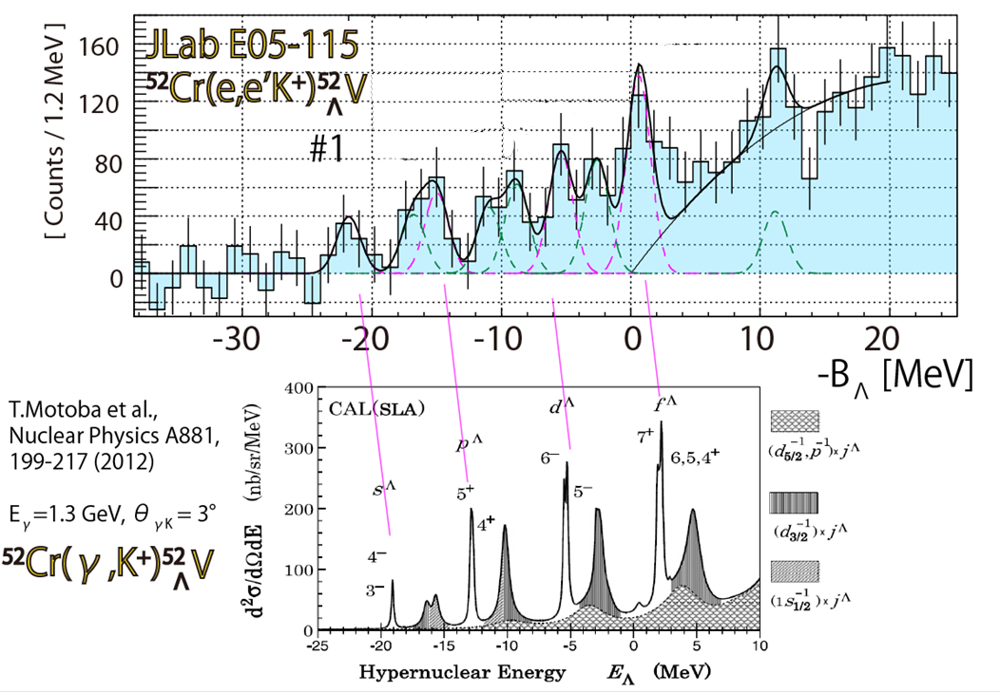 [ Counts / 1.2 MeV ]
160
120
80
40
0
JLab E05-115
⁵²Cr(e,e′K⁺)⁵²ΛV
#1
-30 -20 -10 0 10 20
-BΛ [MeV]
T.Motoba et al.,
Nuclear Physics A881,
199-217 (2012)
Eγ=1.3 GeV, θγK = 3°
⁵²Cr(γ,K⁺)⁵²ΛV
d²σ/dΩdE (nb/sr/MeV)
400
300
200
100
0
CAL(SLA)
sΛ
pΛ
dΛ
fΛ
4⁻
3⁻
5⁺
4⁺
6⁻
5⁻
7⁺
6,5,4⁺
-25 -20 -15 -10 -5 0 5 10
Hypernuclear Energy EΛ (MeV)
(d₅/₂⁻¹,p⁻¹)×jΛ
(d₃/₂⁻¹)×jΛ
(1s₁/₂⁻¹)×jΛ